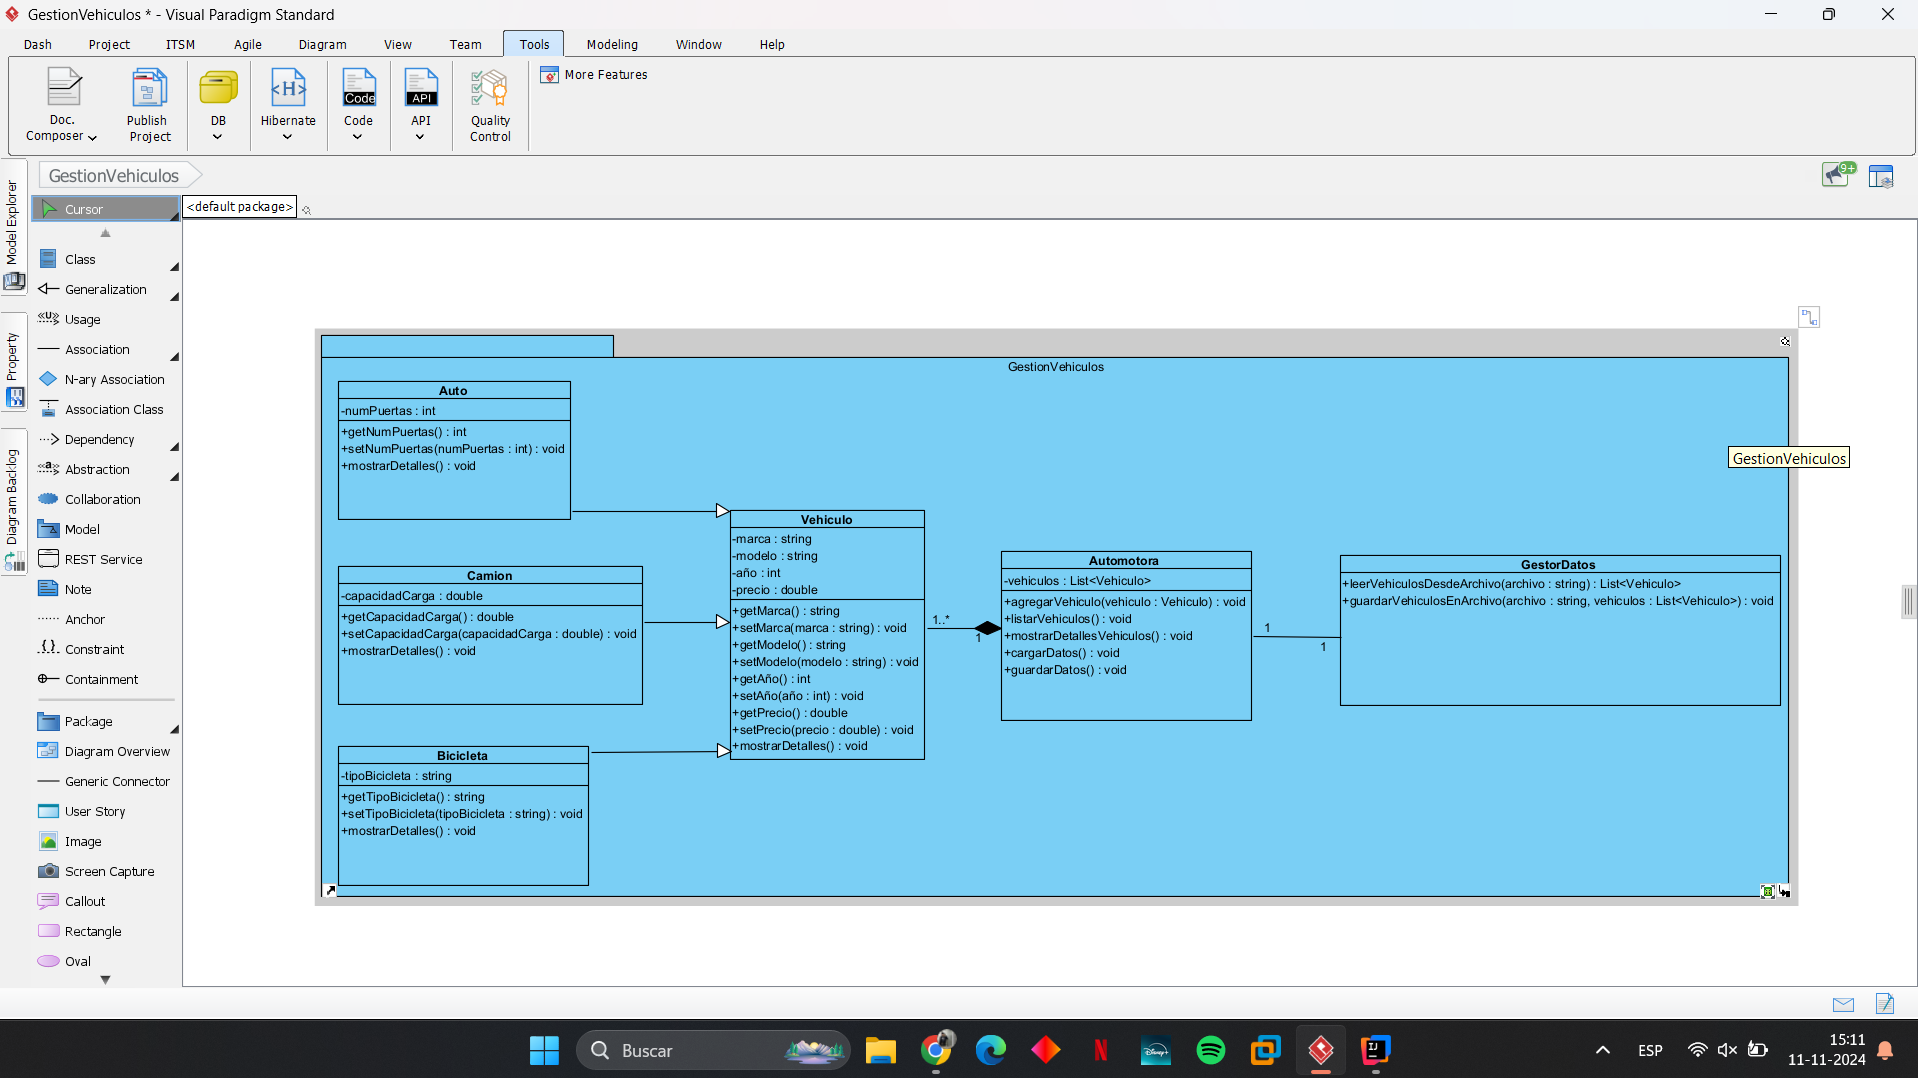 GestionVehiculos * - Visual Paradigm Standard
Dash Project ITSM Agile Diagram View Team Tools Modeling Window Help
Doc. Composer
Publish Project
DB
Hibernate
Code
Code
API
API
Quality Control
More Features
GestionVehiculos
9+
Model Explorer
Property
Diagram Backlog
Cursor
<default package>
Class
Generalization
Usage
Association
N-ary Association
Association Class
Dependency
Abstraction
Collaboration
Model
REST Service
Note
Anchor
Constraint
Containment
Package
Diagram Overview
Generic Connector
User Story
Image
Screen Capture
Callout
Rectangle
Oval
GestionVehiculos
GestionVehiculos
Auto
-numPuertas : int
+getNumPuertas() : int
+setNumPuertas(numPuertas : int) : void
+mostrarDetalles() : void
Camion
-capacidadCarga : double
+getCapacidadCarga() : double
+setCapacidadCarga(capacidadCarga : double) : void
+mostrarDetalles() : void
Bicicleta
-tipoBicicleta : string
+getTipoBicicleta() : string
+setTipoBicicleta(tipoBicicleta : string) : void
+mostrarDetalles() : void
Vehiculo
-marca : string
-modelo : string
-año : int
-precio : double
+getMarca() : string
+setMarca(marca : string) : void
+getModelo() : string
+setModelo(modelo : string) : void
+getAño() : int
+setAño(año : int) : void
+getPrecio() : double
+setPrecio(precio : double) : void
+mostrarDetalles() : void
1..*
1
Automotora
-vehiculos : List<Vehiculo>
+agregarVehiculo(vehiculo : Vehiculo) : void
+listarVehiculos() : void
+mostrarDetallesVehiculos() : void
+cargarDatos() : void
+guardarDatos() : void
1
1
GestorDatos
+leerVehiculosDesdeArchivo(archivo : string) : List<Vehiculo>
+guardarVehiculosEnArchivo(archivo : string, vehiculos : List<Vehiculo>) : void
Buscar
Disney+
IJ
ESP
15:11
11-11-2024